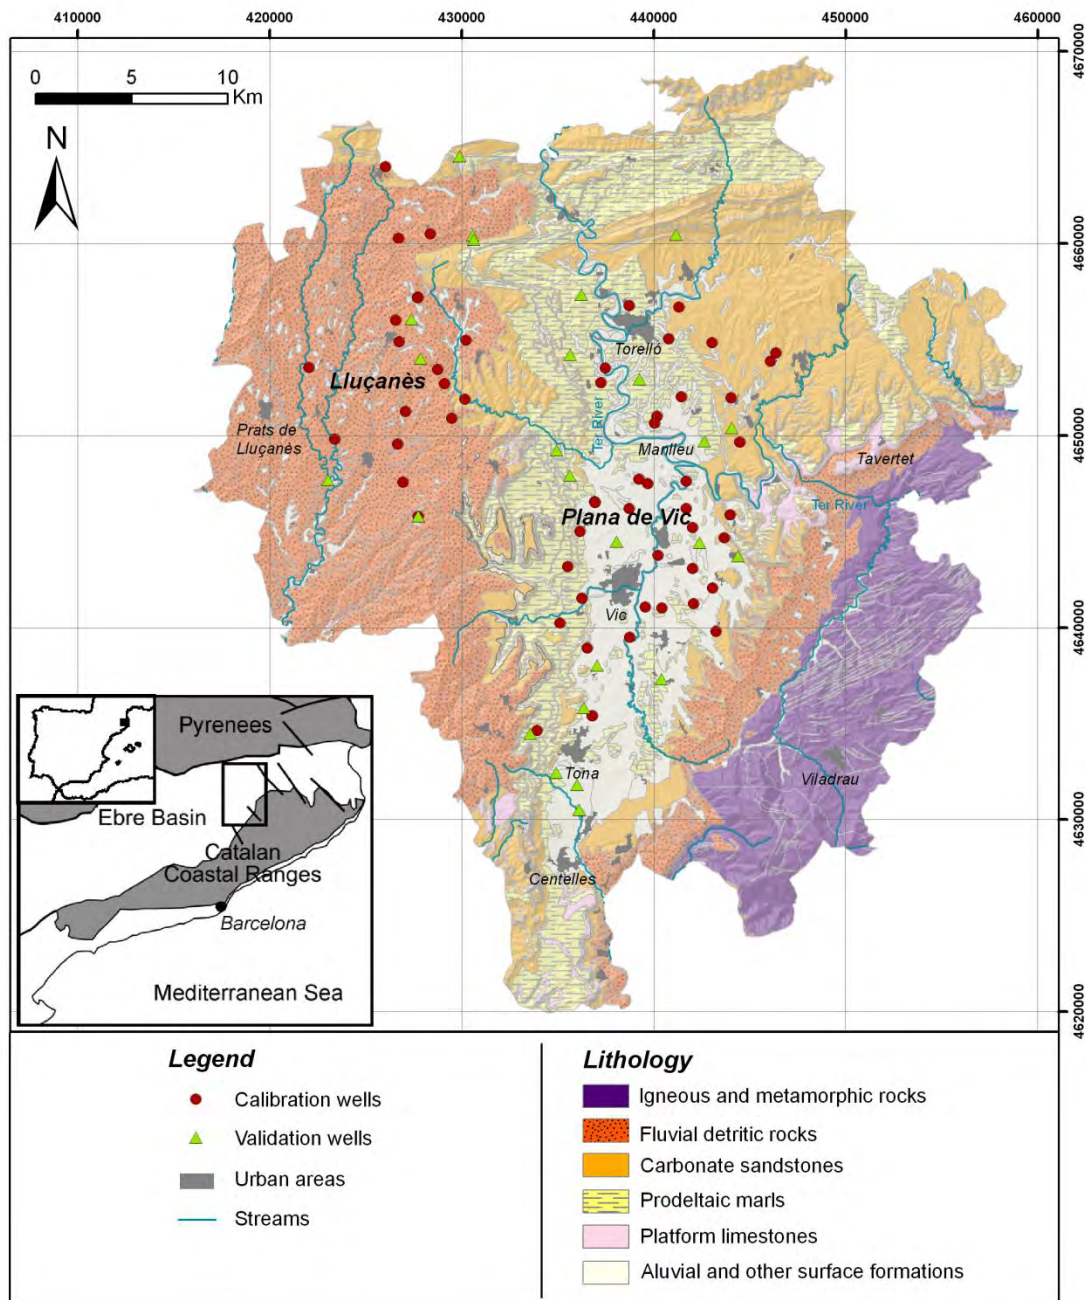 410000
420000
430000
440000
450000
460000
4670000
0
5
10
Km
N
4660000
Torelló
Lluçanès
Ter River
Prats de
Lluçanès
Manlleu
4650000
Tavertet
Ter River
Plana de Vic
Vic
4640000
Pyrenees
Ebre Basin
Catalan
Coastal Ranges
Barcelona
Mediterranean Sea
Tona
Viladrau
4630000
Centelles
4620000
Legend
Calibration wells
Validation wells
Urban areas
Streams
Lithology
Igneous and metamorphic rocks
Fluvial detritic rocks
Carbonate sandstones
Prodeltaic marls
Platform limestones
Aluvial and other surface formations